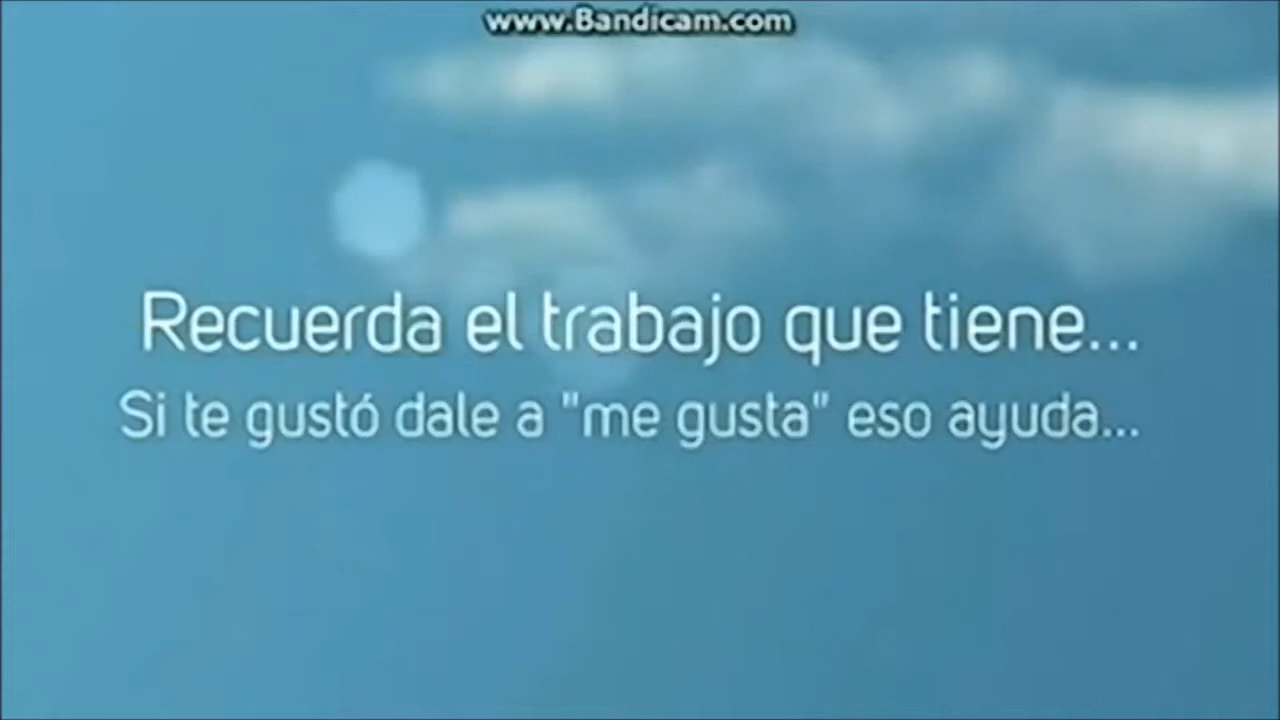 www.Bandicam.com
Recuerda el trabajo que tiene...
Si te gustó dale a "me gusta" eso ayuda...